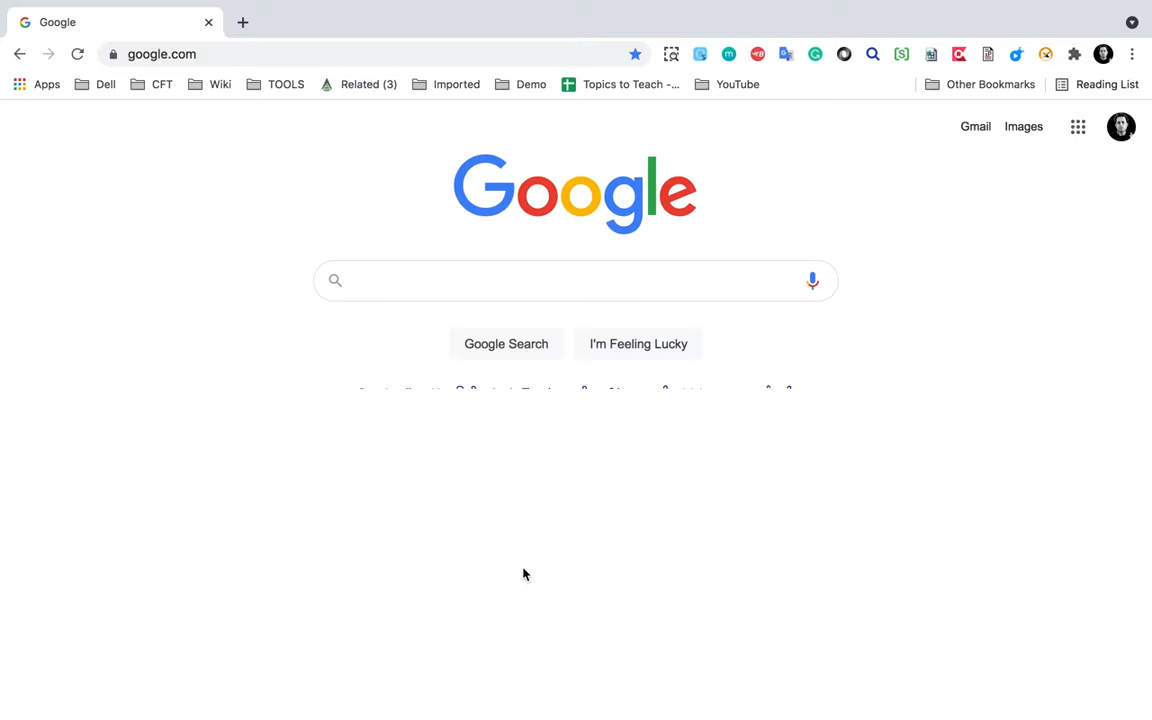 Google
google.com
Apps Dell CFT Wiki TOOLS Related (3) Imported Demo Topics to Teach -... YouTube Other Bookmarks Reading List
Gmail Images
Google
Google Search I'm Feeling Lucky